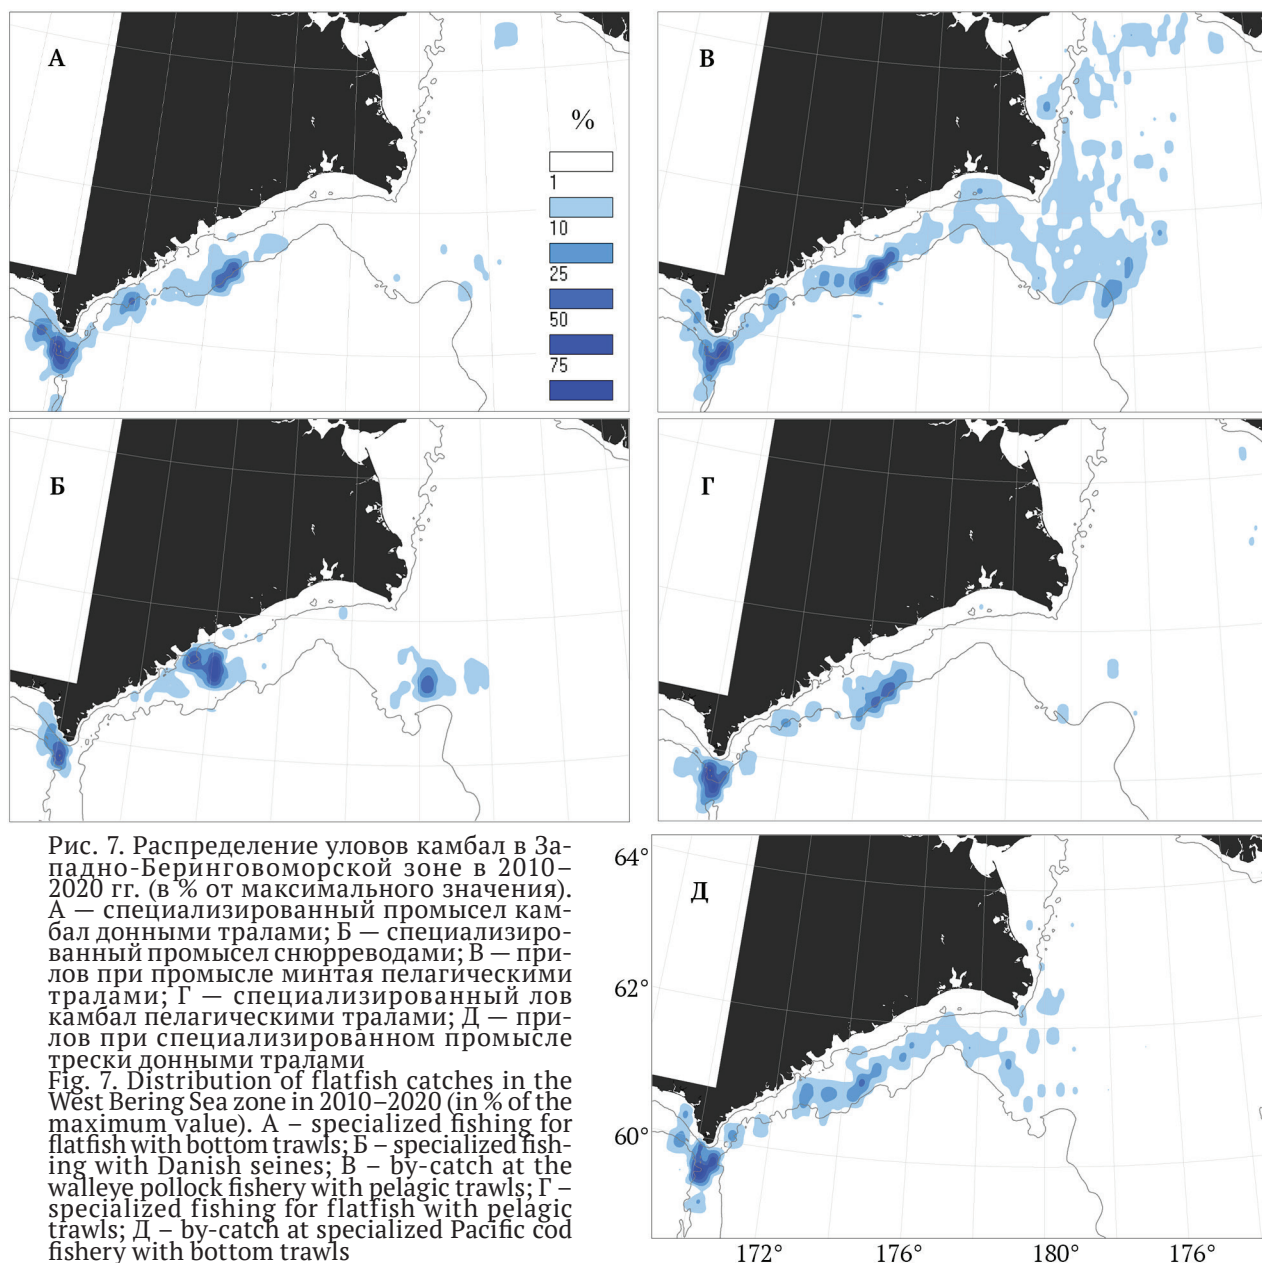 А
%
1
10
25
50
75
В
Б
Г
Рис. 7. Распределение уловов камбал в За-
падно-Беринговоморской зоне в 2010–
2020 гг. (в % от максимального значения).
А — специализированный промысел кам-
бал донными тралами; Б — специализиро-
ванный промысел снюрреводами; В — при-
лов при промысле минтая пелагическими
тралами; Г — специализированный лов
камбал пелагическими тралами; Д — при-
лов при специализированном промысле
трески донными тралами
Fig. 7. Distribution of flatfish catches in the
West Bering Sea zone in 2010–2020 (in % of the
maximum value). А – specialized fishing for
flatfish with bottom trawls; Б – specialized fish-
ing with Danish seines; В – by-catch at the
walleye pollock fishery with pelagic trawls; Г –
specialized fishing for flatfish with pelagic
trawls; Д – by-catch at specialized Pacific cod
fishery with bottom trawls
64°
Д
62°
60°
172° 176° 180° 176°